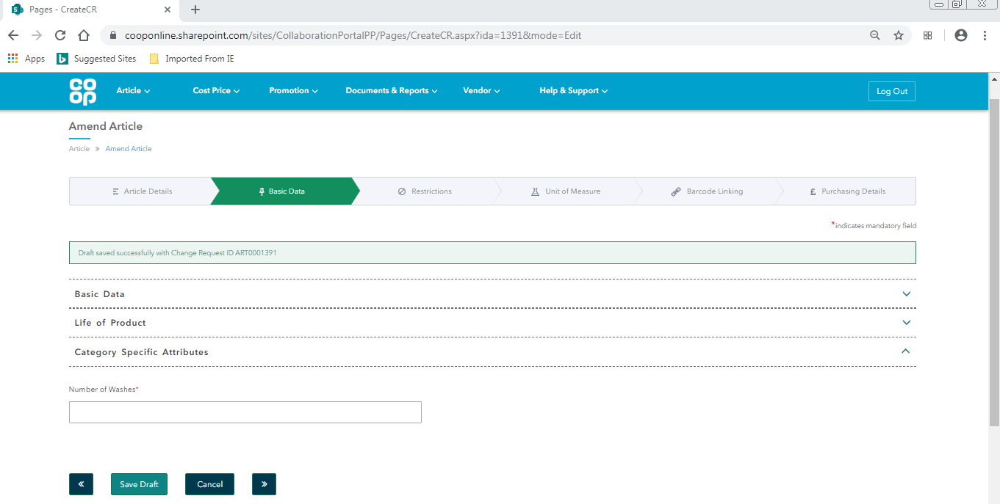 Pages - CreateCR
cooponline.sharepoint.com/sites/CollaborationPortalPP/Pages/CreateCR.aspx?ida=1391&mode=Edit
Apps Suggested Sites Imported From IE
CO
OP
Article Cost Price Promotion Documents & Reports Vendor Help & Support Log Out
Amend Article
Article » Amend Article
Article Details Basic Data Restrictions Unit of Measure Barcode Linking £ Purchasing Details
*indicates mandatory field
Draft saved successfully with Change Request ID ART0001391
Basic Data
Life of Product
Category Specific Attributes
Number of Washes*
« Save Draft Cancel »